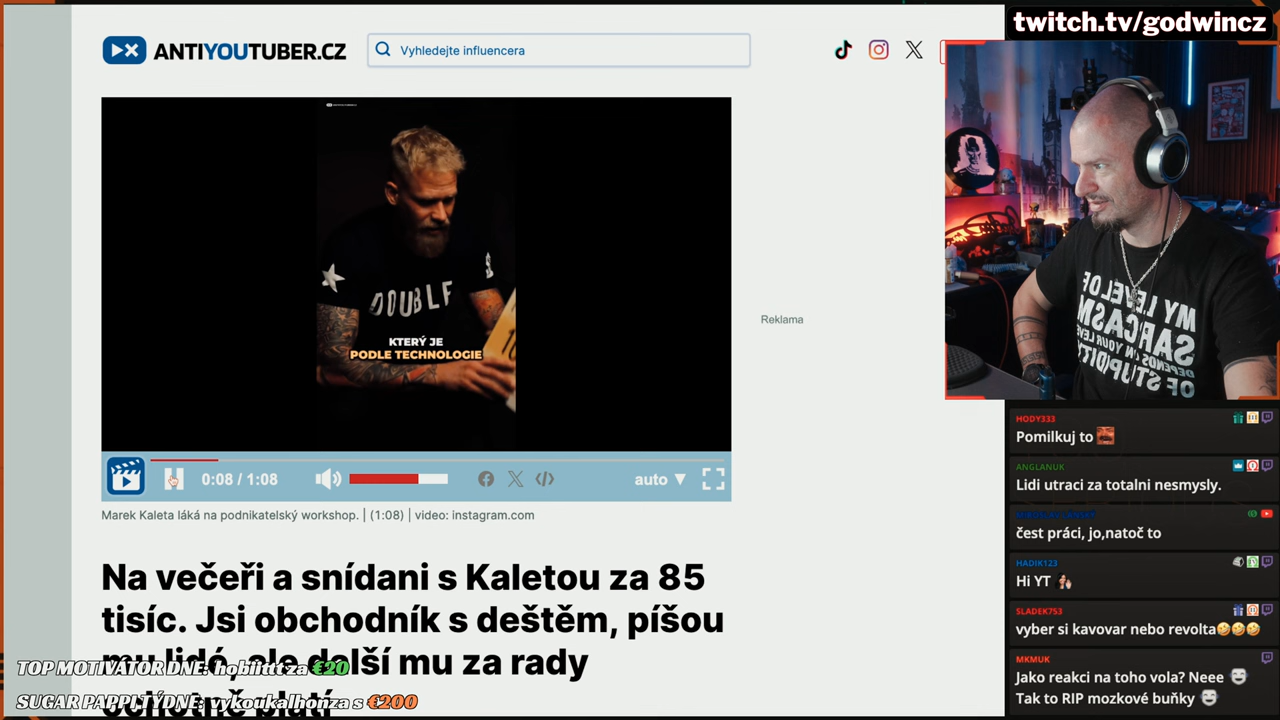 twitch.tv/godwincz
ANTIYOUTUBER.CZ
Vyhledejte influencera
DOUBLE
KTERÝ JE
PODLE TECHNOLOGIE
Reklama
0:08 / 1:08
auto ▼
Marek Kaleta láká na podnikatelský workshop. | (1:08) | video: instagram.com
Na večeři a snídani s Kaletou za 85
tisíc. Jsi obchodník s deštěm, píšou
mu lidé, ale další mu za rady
ochotně platí
TOP MOTIVATOR DNE: hobiitttt za €20
SUGAR PAPPI TÝDNE: vykoukalhonza s €200
MY LEVEL OF
SARCASM
DEPENDS ON YOUR LEVEL
OF STUPIDITY
HODY333
Pomilkuj to
ANGLANUK
Lidi utraci za totalni nesmysly.
čest práci, jo,natoč to
HADIK123
Hi YT
SLADEK753
vyber si kavovar nebo revolta🤣🤣🤣
MKMUK
Jako reakci na toho vola? Neee
Tak to RIP mozkové buňky